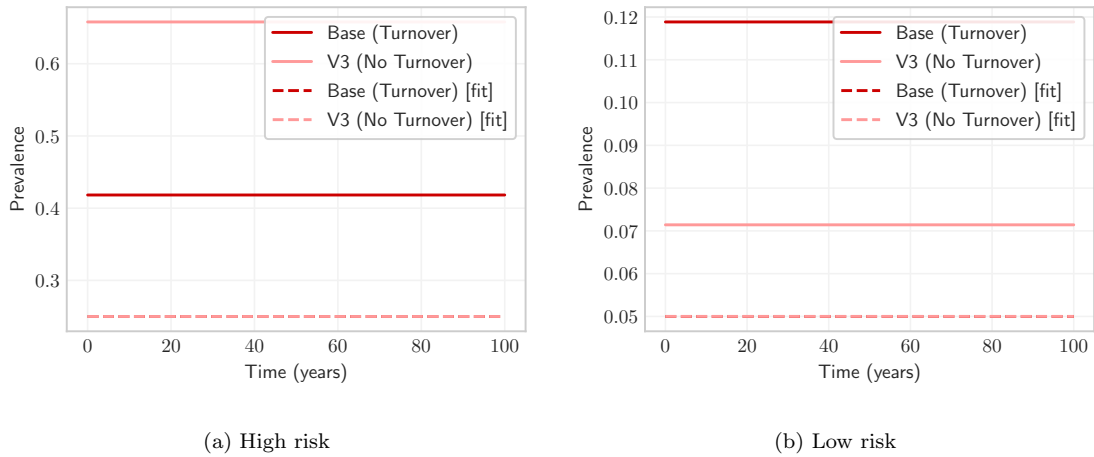 Base (Turnover)
V3 (No Turnover)
Base (Turnover) [fit]
V3 (No Turnover) [fit]
Prevalence
0.6
0.5
0.4
0.3
0
20
40
60
80
100
Time (years)
(a) High risk
Base (Turnover)
V3 (No Turnover)
Base (Turnover) [fit]
V3 (No Turnover) [fit]
Prevalence
0.12
0.11
0.10
0.09
0.08
0.07
0.06
0.05
0
20
40
60
80
100
Time (years)
(b) Low risk